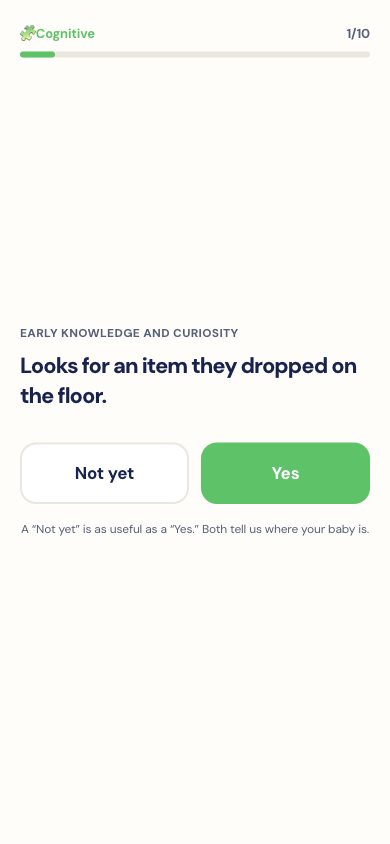 Cognitive
1/10
EARLY KNOWLEDGE AND CURIOSITY
Looks for an item they dropped on
the floor.
Not yet
Yes
A “Not yet” is as useful as a “Yes.” Both tell us where your baby is.